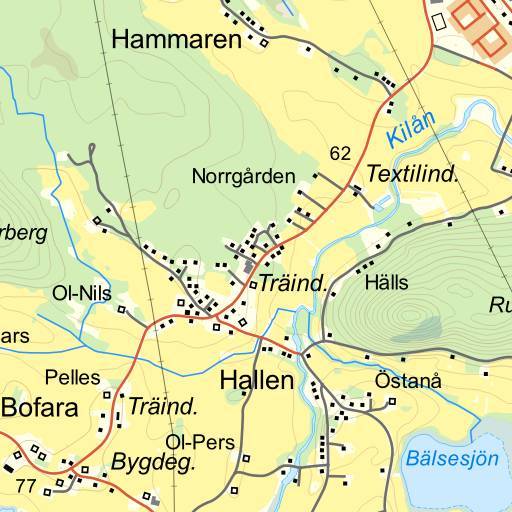 Hammaren
Kilån
62
Norrgården
Textilind.
rberg
Ol-Nils
Träind.
Hälls
Ru
ars
Pelles
Hallen
Östanå
Bofara
Träind.
Ol-Pers
Bygdeg.
Bälsesjön
77